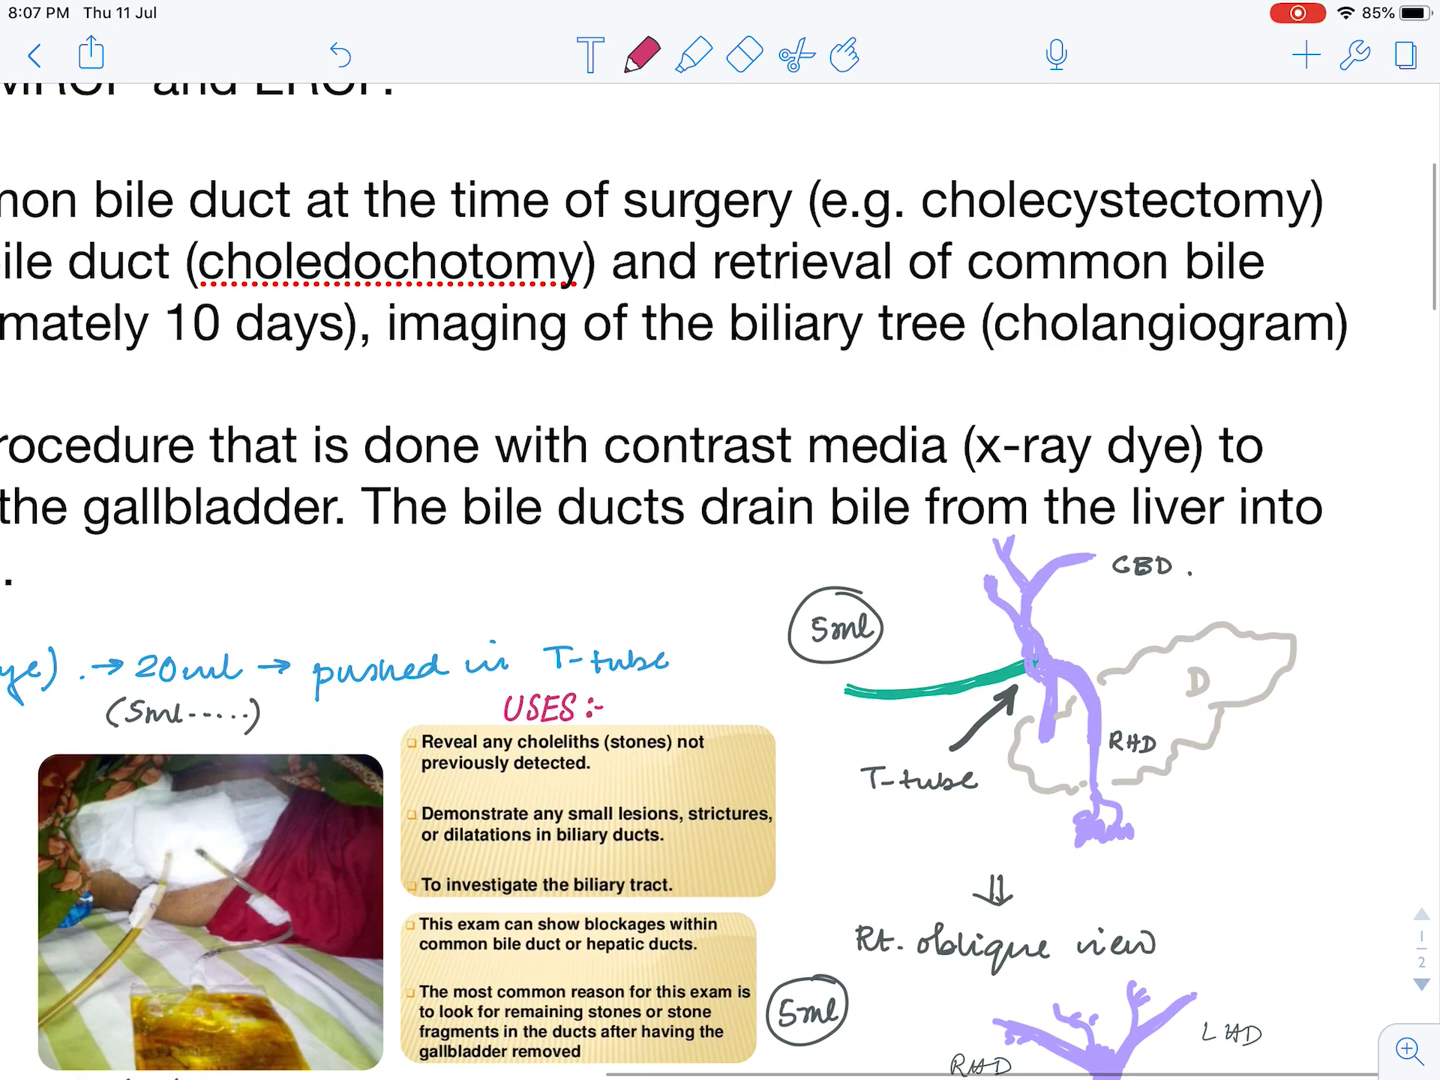 8:07 PM Thu 11 Jul
85%
MRCP and ERCP.
mon bile duct at the time of surgery (e.g. cholecystectomy)
ile duct (choledochotomy) and retrieval of common bile
mately 10 days), imaging of the biliary tree (cholangiogram)
rocedure that is done with contrast media (x-ray dye) to
the gallbladder. The bile ducts drain bile from the liver into
.
CBD .
5ml
ye) . → 20ml → pushed in T-tube
(5ml-----)
USES :-
D
RHD
T-tube
Reveal any choleliths (stones) not
previously detected.
Demonstrate any small lesions, strictures,
or dilatations in biliary ducts.
To investigate the biliary tract.
This exam can show blockages within
common bile duct or hepatic ducts.
The most common reason for this exam is
to look for remaining stones or stone
fragments in the ducts after having the
gallbladder removed
Rt. oblique view
5ml
LHD
RHD
1
2